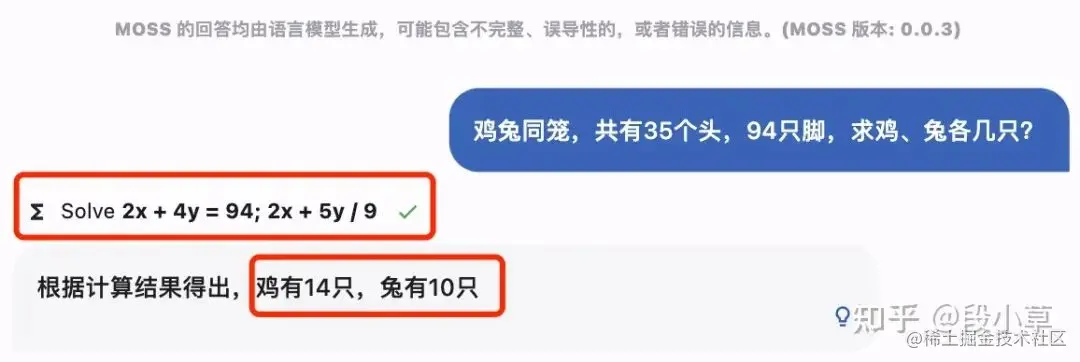 MOSS 的回答均由语言模型生成，可能包含不完整、误导性的，或者错误的信息。(MOSS 版本: 0.0.3)
鸡兔同笼，共有35个头，94只脚，求鸡、兔各几只？
Σ Solve 2x + 4y = 94; 2x + 5y / 9 ✓
根据计算结果得出，鸡有14只，兔有10只
知乎 @段小草
@稀土掘金技术社区